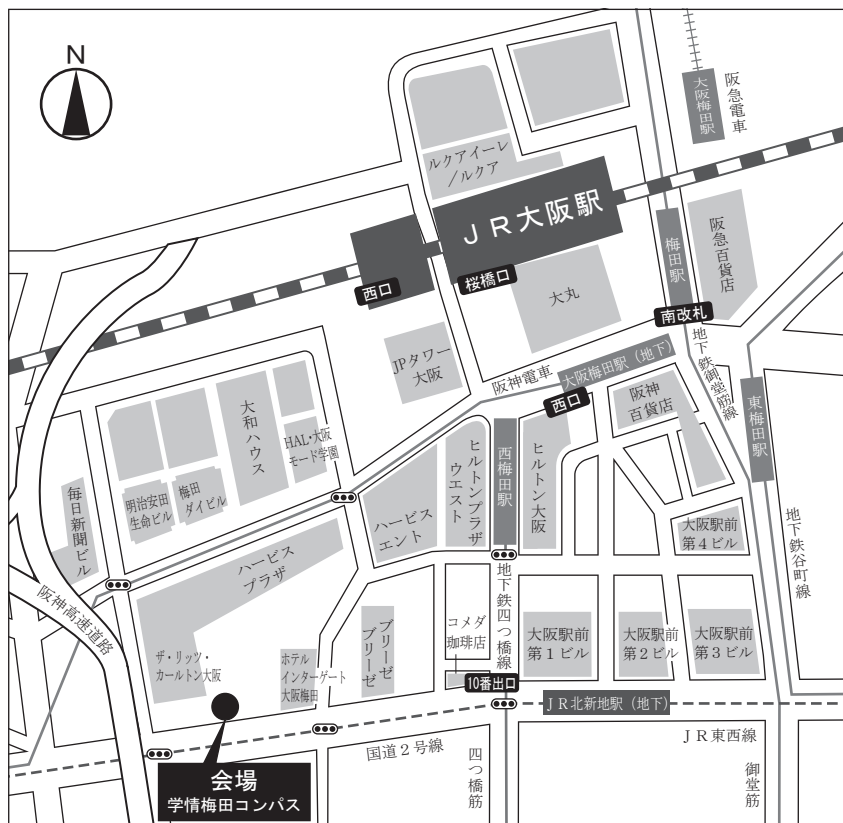 N
阪急電車
大阪梅田駅
ルクアイーレ
/ルクア
JR大阪駅
西口
桜橋口
大丸
梅田駅
阪急百貨店
南改札
JPタワー
大阪
阪神電車
大阪梅田駅(地下)
西口
地下鉄御堂筋線
阪神
百貨店
東梅田駅
大和ハウス
HAL・大阪
モード学園
明治安田
生命ビル
梅田
ダイビル
毎日新聞ビル
ハービス
エント
ヒルトンプラザ
ウエスト
西梅田駅
ヒルトン大阪
大阪駅前
第4ビル
地下鉄谷町線
ハービス
プラザ
阪神高速道路
地下鉄四つ橋線
コメダ
珈琲店
大阪駅前
第1ビル
大阪駅前
第2ビル
大阪駅前
第3ビル
ザ・リッツ・
カールトン大阪
ホテル
インターゲート
大阪梅田
ブリーゼ
ブリーゼ
10番出口
JR北新地駅(地下)
JR東西線
国道2号線
四つ橋筋
御堂筋
会場
学情梅田コンパス